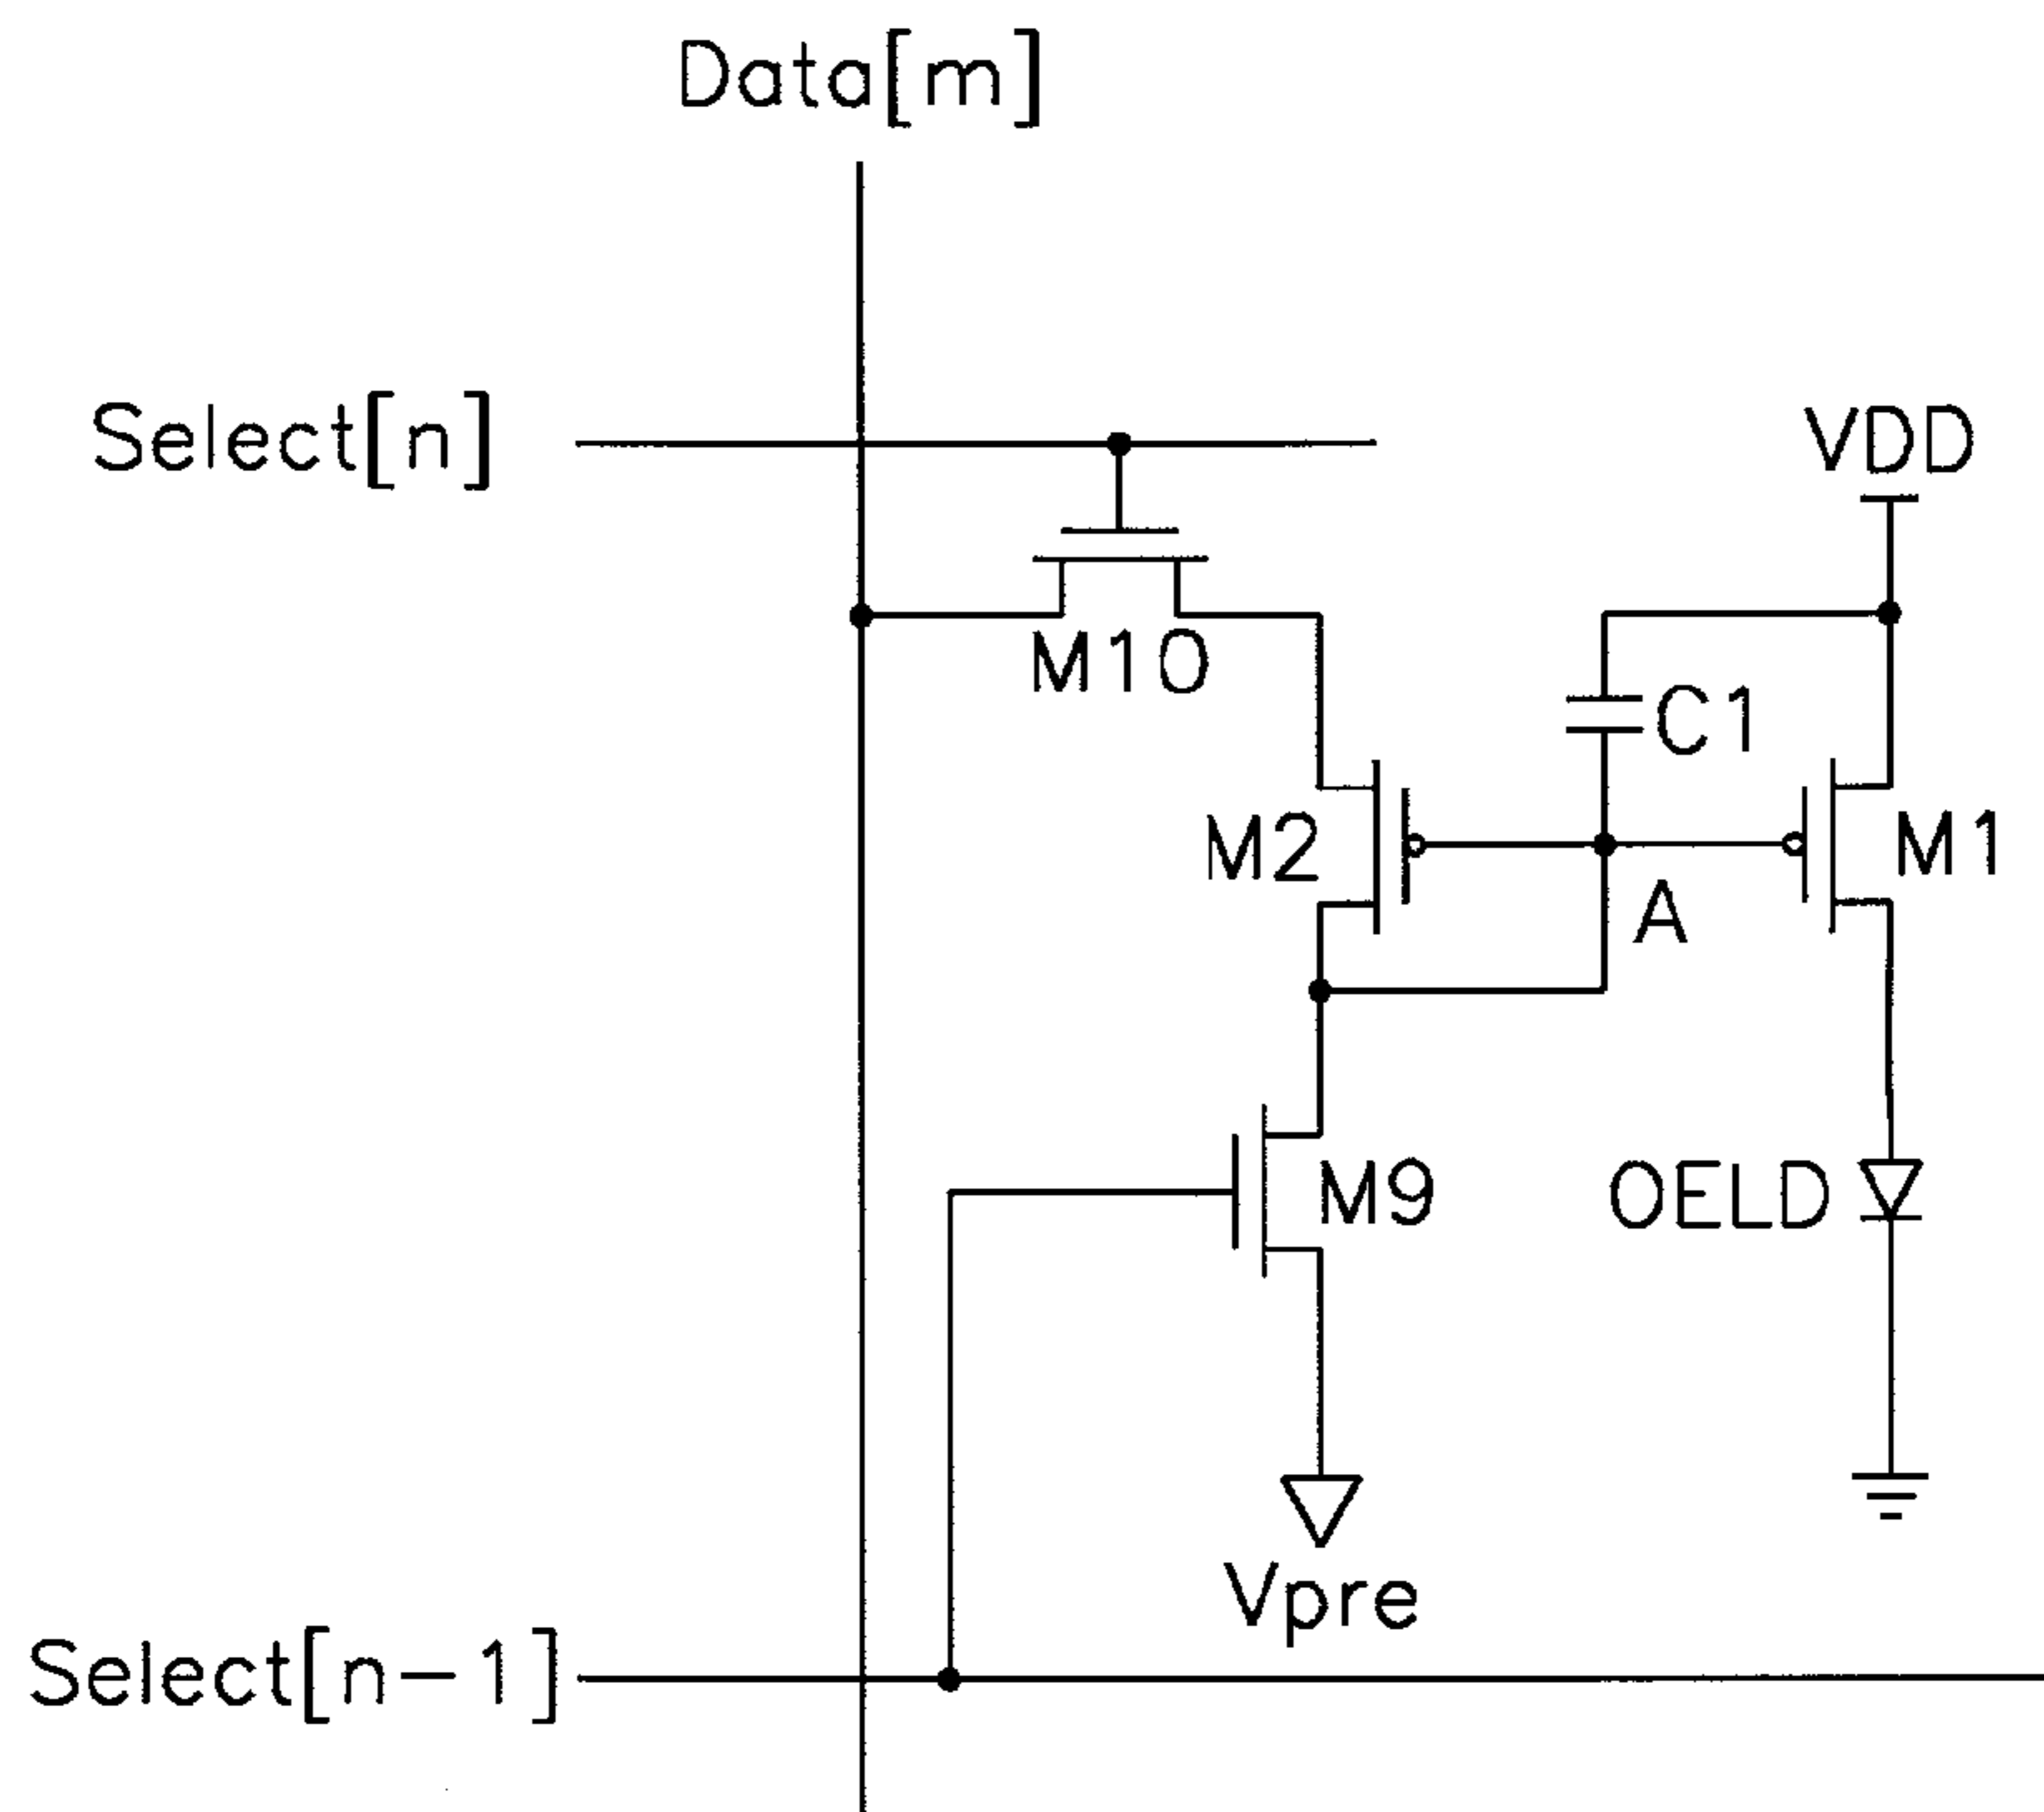 Data[m]
Select[n]
VDD
M10
C1
M2
M1
A
M9
OELD
Vpre
Select[n-1]